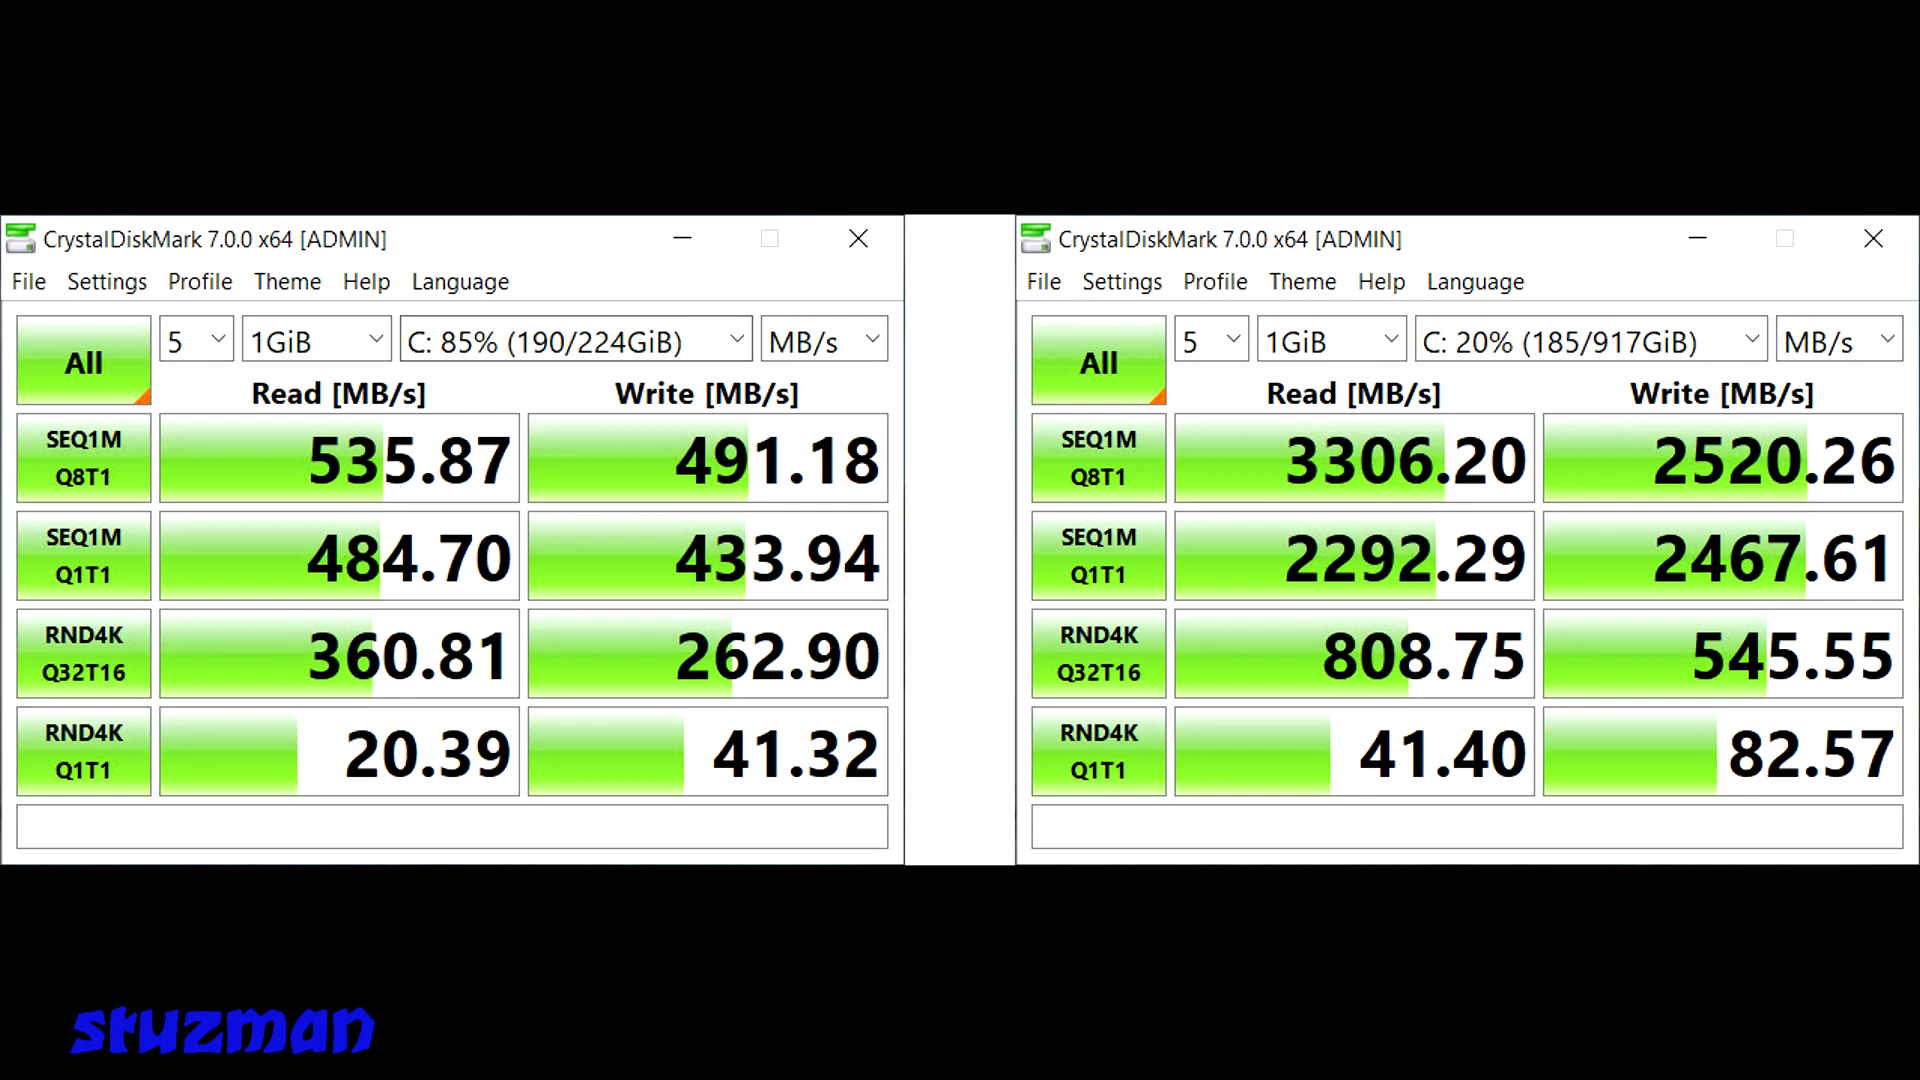 CrystalDiskMark 7.0.0 x64 [ADMIN]
File Settings Profile Theme Help Language
All 5 1GiB C: 85% (190/224GiB) MB/s
Read [MB/s] Write [MB/s]
SEQ1M Q8T1 535.87 491.18
SEQ1M Q1T1 484.70 433.94
RND4K Q32T16 360.81 262.90
RND4K Q1T1 20.39 41.32
CrystalDiskMark 7.0.0 x64 [ADMIN]
File Settings Profile Theme Help Language
All 5 1GiB C: 20% (185/917GiB) MB/s
Read [MB/s] Write [MB/s]
SEQ1M Q8T1 3306.20 2520.26
SEQ1M Q1T1 2292.29 2467.61
RND4K Q32T16 808.75 545.55
RND4K Q1T1 41.40 82.57
stuzman